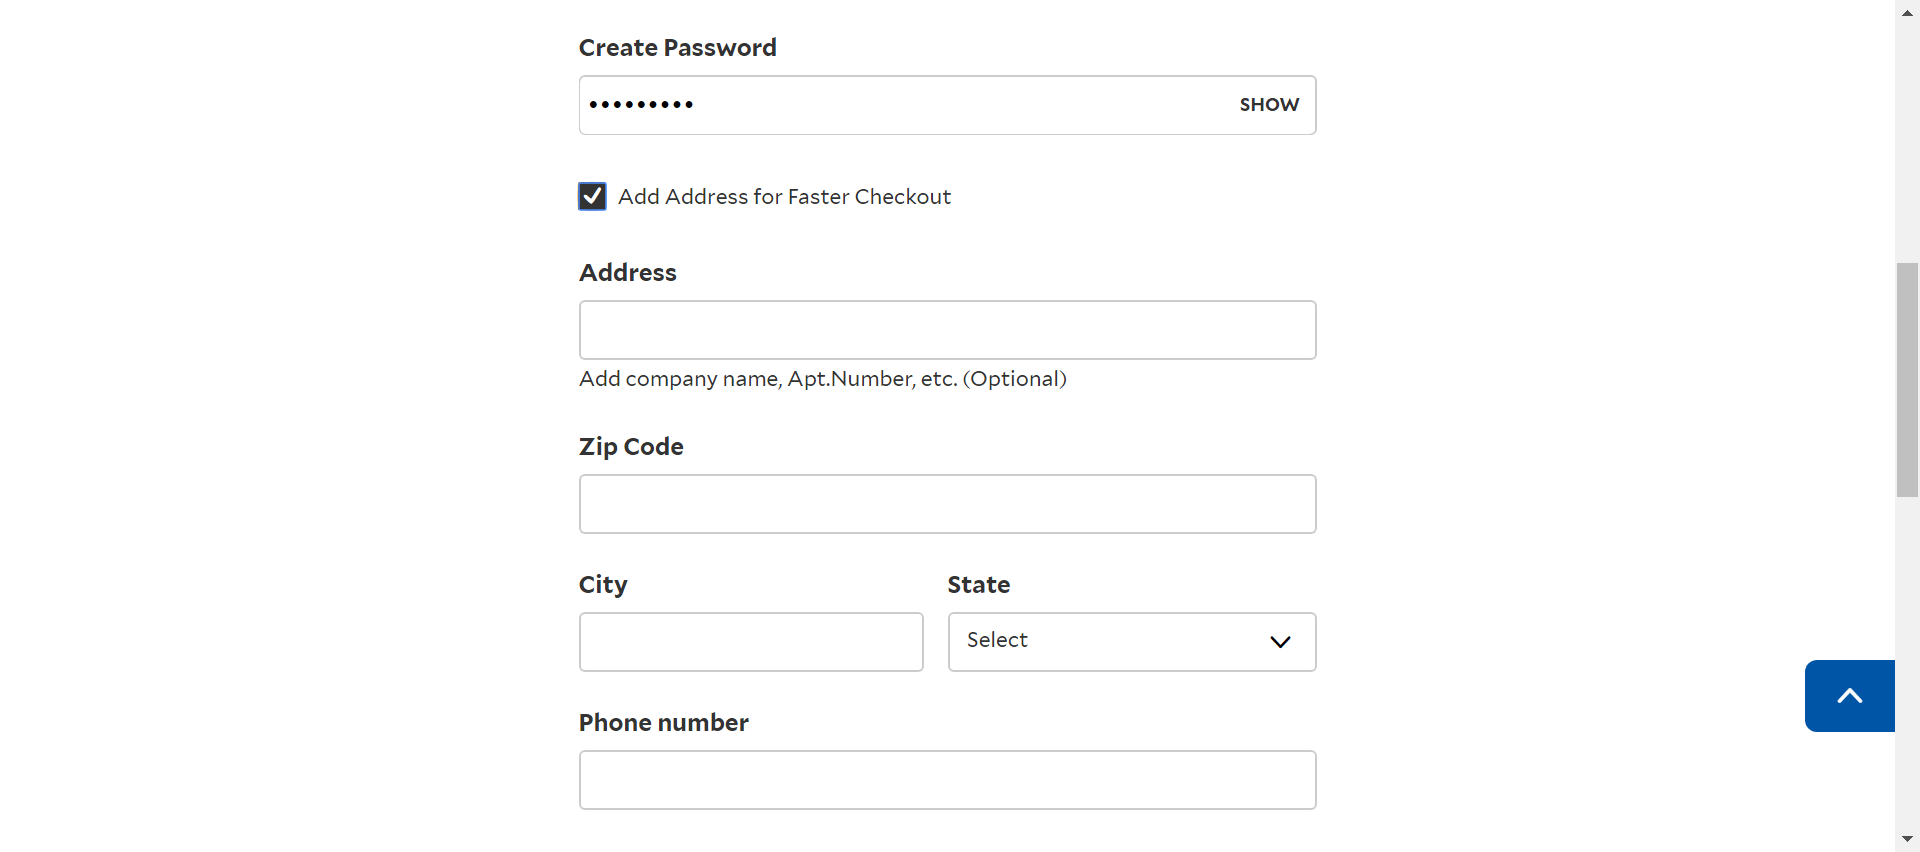 Create Password
•••••••••
SHOW
Add Address for Faster Checkout
Address
Add company name, Apt.Number, etc. (Optional)
Zip Code
City
State
Select
Phone number